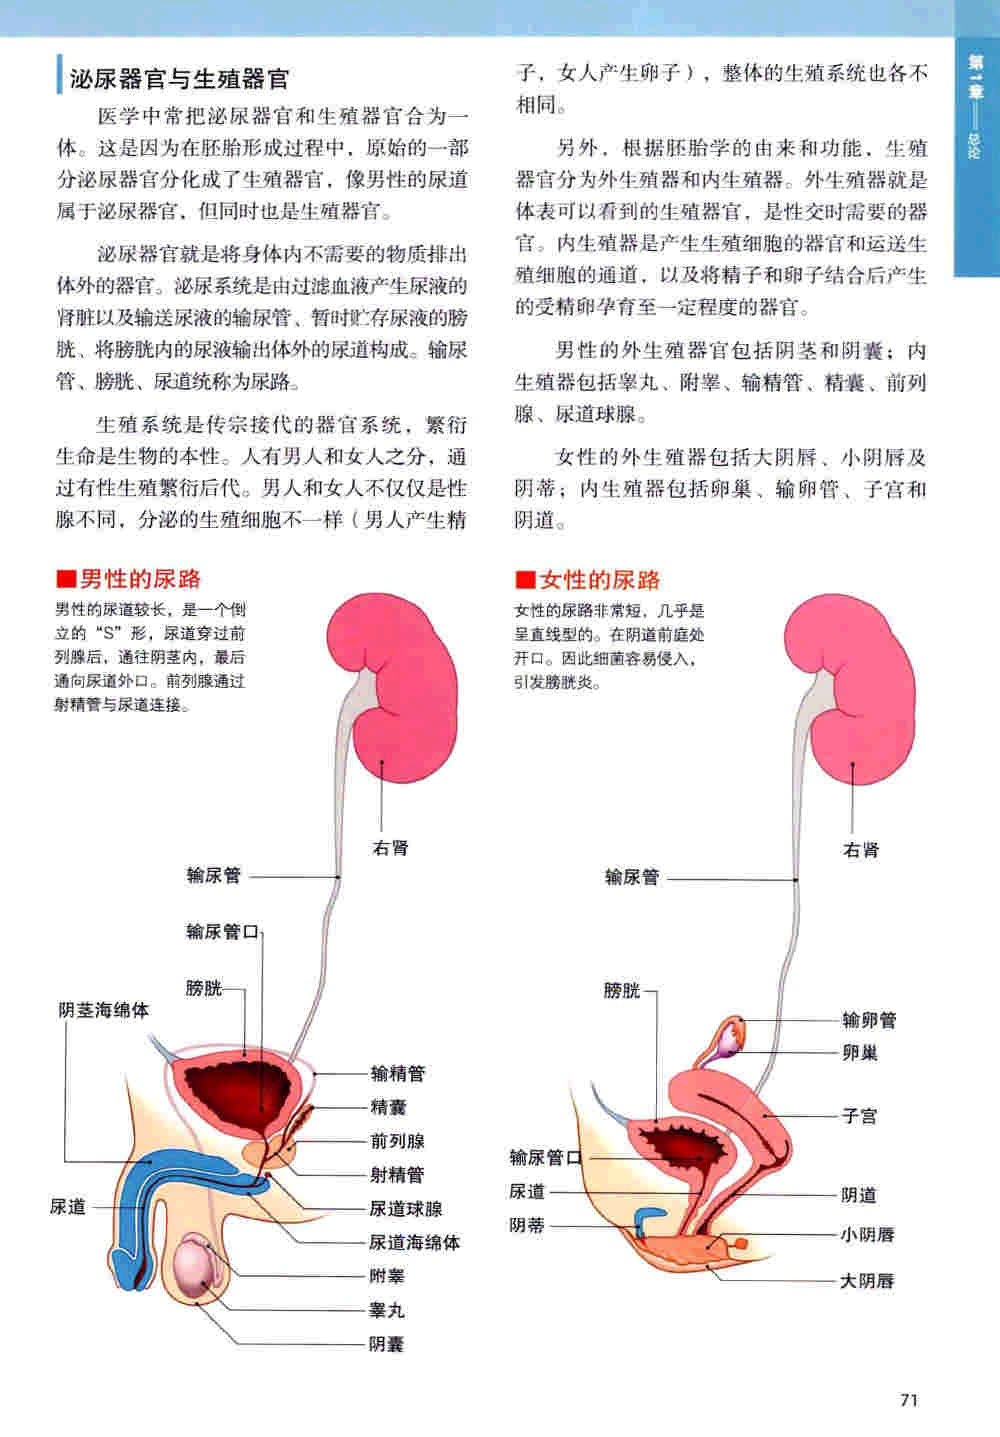 泌尿器官与生殖器官
医学中常把泌尿器官和生殖器官合为一
体。这是因为在胚胎形成过程中，原始的一部
分泌尿器官分化成了生殖器官，像男性的尿道
属于泌尿器官，但同时也是生殖器官。
泌尿器官就是将身体内不需要的物质排出
体外的器官。泌尿系统是由过滤血液产生尿液的
肾脏以及输送尿液的输尿管、暂时贮存尿液的膀
胱、将膀胱内的尿液输出体外的尿道构成。输尿
管、膀胱、尿道统称为尿路。
生殖系统是传宗接代的器官系统，繁衍
生命是生物的本性。人有男人和女人之分，通
过有性生殖繁衍后代。男人和女人不仅仅是性
腺不同，分泌的生殖细胞不一样（男人产生精
子，女人产生卵子），整体的生殖系统也各不
相同。
另外，根据胚胎学的由来和功能，生殖
器官分为外生殖器和内生殖器。外生殖器就是
体表可以看到的生殖器官，是性交时需要的器
官。内生殖器是产生生殖细胞的器官和运送生
殖细胞的通道，以及将精子和卵子结合后产生
的受精卵孕育至一定程度的器官。
男性的外生殖器官包括阴茎和阴囊；内
生殖器包括睾丸、附睾、输精管、精囊、前列
腺、尿道球腺。
女性的外生殖器包括大阴唇、小阴唇及
阴蒂；内生殖器包括卵巢、输卵管、子宫和
阴道。
第1章——总论
■男性的尿路
男性的尿道较长，是一个倒
立的“S”形，尿道穿过前
列腺后，通往阴茎内，最后
通向尿道外口。前列腺通过
射精管与尿道连接。
右肾
输尿管
输尿管口
膀胱
阴茎海绵体
输精管
精囊
前列腺
射精管
尿道
尿道球腺
尿道海绵体
附睾
睾丸
阴囊
■女性的尿路
女性的尿路非常短，几乎是
呈直线型的。在阴道前庭处
开口。因此细菌容易侵入，
引发膀胱炎。
右肾
输尿管
膀胱
输卵管
卵巢
子宫
输尿管口
尿道
阴道
阴蒂
小阴唇
大阴唇
71